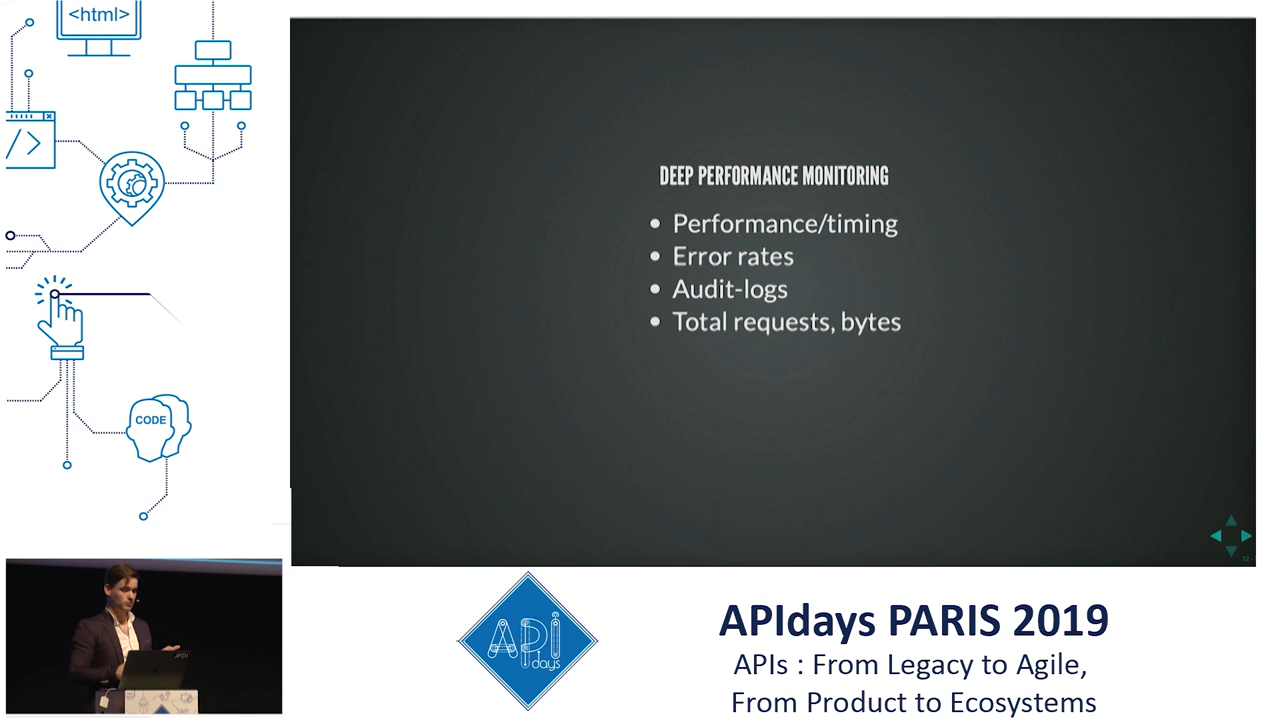 <html>
</>
CODE
DEEP PERFORMANCE MONITORING
• Performance/timing
• Error rates
• Audit-logs
• Total requests, bytes
JFDI
API
days
APIdays PARIS 2019
APIs : From Legacy to Agile,
From Product to Ecosystems